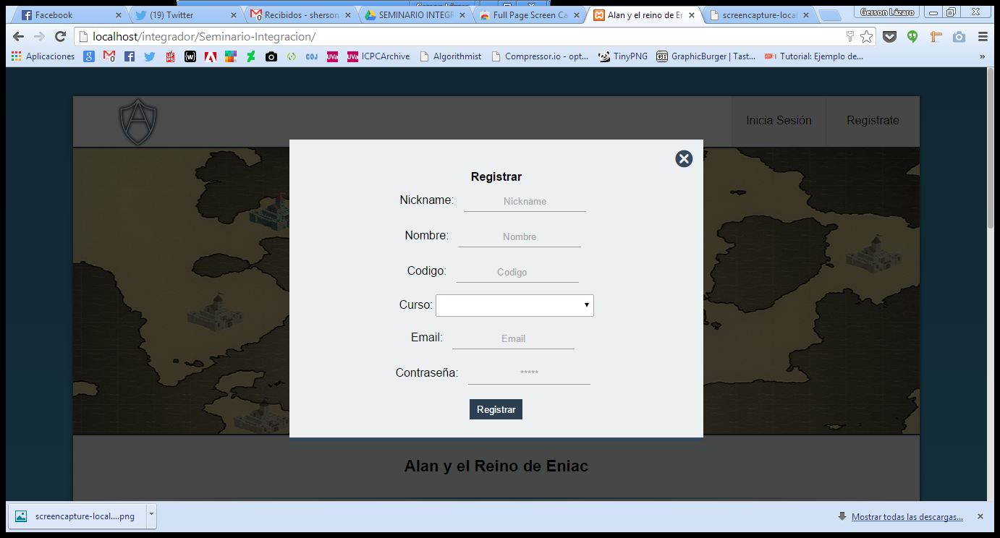 Gerson Lázaro
Facebook (19) Twitter Recibidos - sherson SEMINARIO INTEGR Full Page Screen Ca Alan y el reino de En screencapture-local
localhost/integrador/Seminario-Integracion/
Aplicaciones ICPCArchive Algorithmist Compressor.io - opt... TinyPNG GraphicBurger | Tast... Tutorial: Ejemplo de... »
Inicia Sesión Registrate
Registrar
Nickname: Nickname
Nombre: Nombre
Codigo: Codigo
Curso:
Email: Email
Contraseña: *****
Registrar
Alan y el Reino de Eniac
screencapture-local....png Mostrar todas las descargas...